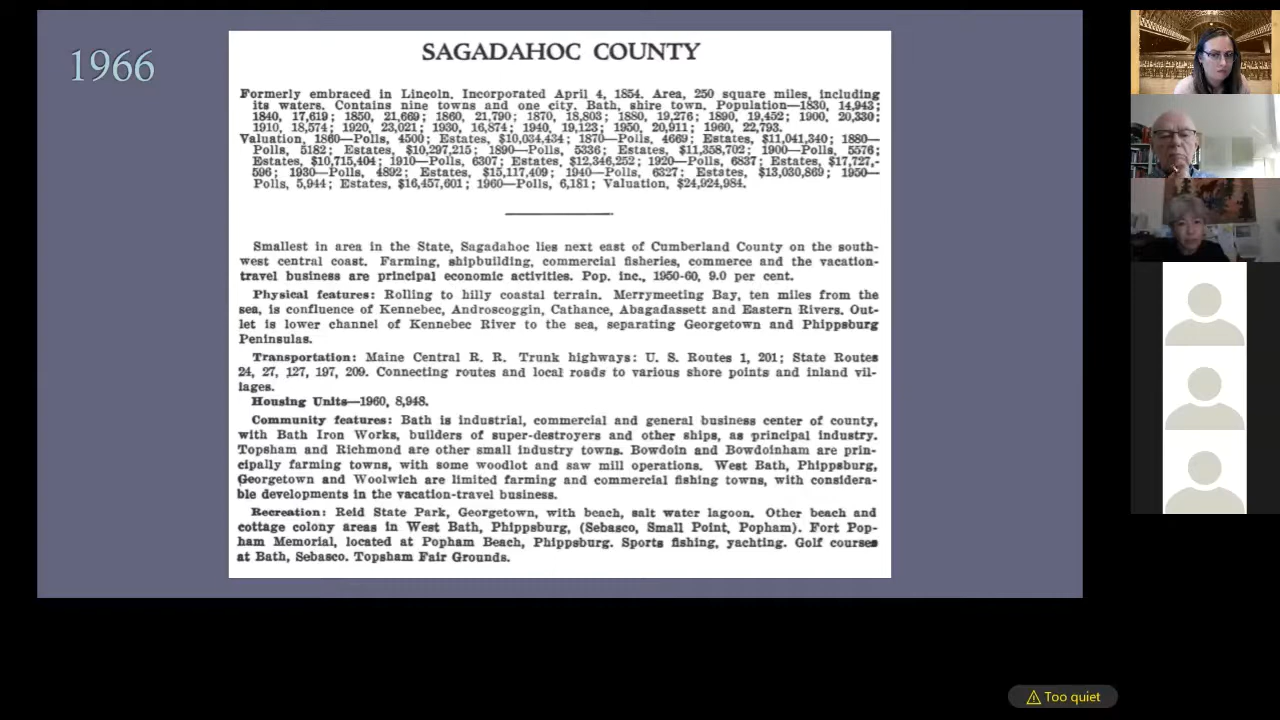 1966
SAGADAHOC COUNTY
Formerly embraced in Lincoln. Incorporated April 4, 1854. Area, 250 square miles, including
its waters. Contains nine towns and one city. Bath, shire town. Population—1830, 14,943;
1840, 17,619; 1850, 21,669; 1860, 21,790; 1870, 18,803; 1880, 19,276; 1890, 19,452; 1900, 20,330;
1910, 18,574; 1920, 23,021; 1930, 16,874; 1940, 19,123; 1950, 20,911; 1960, 22,793.
Valuation, 1860—Polls, 4500; Estates, $10,034,434; 1870—Polls, 4669; Estates, $11,041,340; 1880—
Polls, 5182; Estates, $10,297,215; 1890—Polls, 5336; Estates, $11,358,702; 1900—Polls, 5576;
Estates, $10,715,404; 1910—Polls, 6307; Estates, $12,346,252; 1920—Polls, 6837; Estates, $17,727,-
596; 1930—Polls, 4892; Estates, $15,117,409; 1940—Polls, 6327; Estates, $13,030,869; 1950—
Polls, 5,944; Estates, $16,457,601; 1960—Polls, 6,181; Valuation, $24,924,984.
Smallest in area in the State, Sagadahoc lies next east of Cumberland County on the south-
west central coast. Farming, shipbuilding, commercial fisheries, commerce and the vacation-
travel business are principal economic activities. Pop. inc., 1950-60, 9.0 per cent.
Physical features: Rolling to hilly coastal terrain. Merrymeeting Bay, ten miles from the
sea, is confluence of Kennebec, Androscoggin, Cathance, Abagadassett and Eastern Rivers. Out-
let is lower channel of Kennebec River to the sea, separating Georgetown and Phippsburg
Peninsulas.
Transportation: Maine Central R. R. Trunk highways: U. S. Routes 1, 201; State Routes
24, 27, 127, 197, 209. Connecting routes and local roads to various shore points and inland vil-
lages.
Housing Units—1960, 8,948.
Community features: Bath is industrial, commercial and general business center of county,
with Bath Iron Works, builders of super-destroyers and other ships, as principal industry.
Topsham and Richmond are other small industry towns. Bowdoin and Bowdoinham are prin-
cipally farming towns, with some woodlot and saw mill operations. West Bath, Phippsburg,
Georgetown and Woolwich are limited farming and commercial fishing towns, with considera-
ble developments in the vacation-travel business.
Recreation: Reid State Park, Georgetown, with beach, salt water lagoon. Other beach and
cottage colony areas in West Bath, Phippsburg, (Sebasco, Small Point, Popham). Fort Pop-
ham Memorial, located at Popham Beach, Phippsburg. Sports fishing, yachting. Golf courses
at Bath, Sebasco. Topsham Fair Grounds.
Too quiet